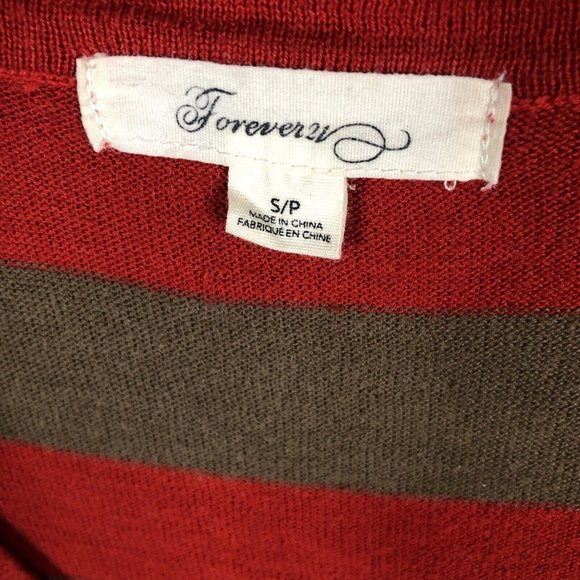 Forever21
S/P
MADE IN CHINA
FABRIQUÉ EN CHINE